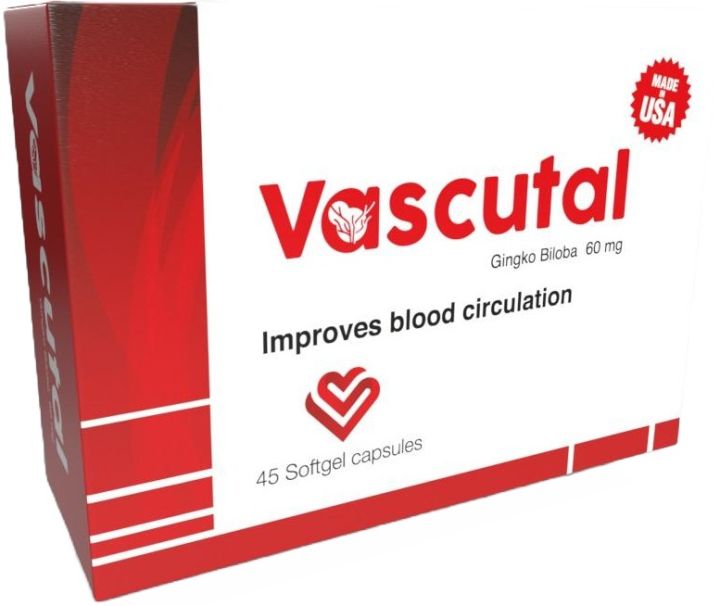 Vascutal
MADE
IN
USA
Vascutal
Gingko Biloba 60 mg
Improves blood circulation
45 Softgel capsules